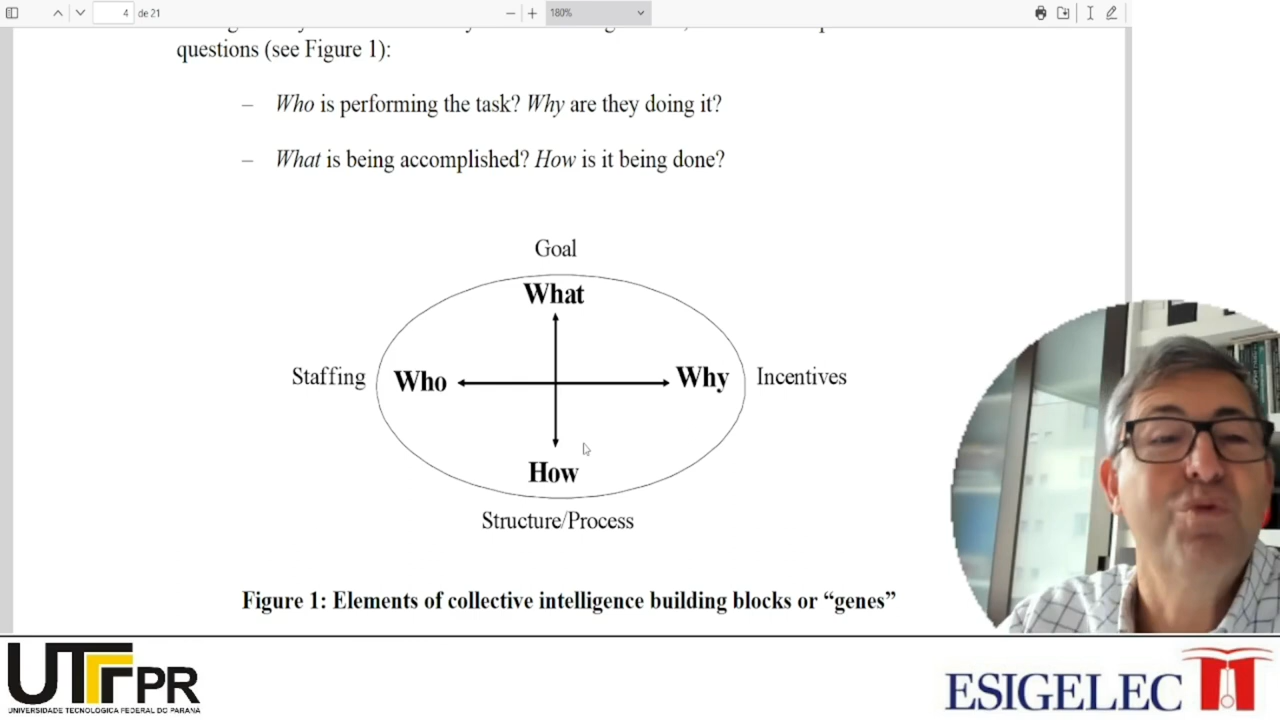 4 de 21
180%
questions (see Figure 1):
– Who is performing the task? Why are they doing it?
– What is being accomplished? How is it being done?
Goal
What
Staffing Who Why Incentives
How
Structure/Process
Figure 1: Elements of collective intelligence building blocks or “genes”
UTFPR
UNIVERSIDADE TECNOLÓGICA FEDERAL DO PARANÁ
ESIGELEC